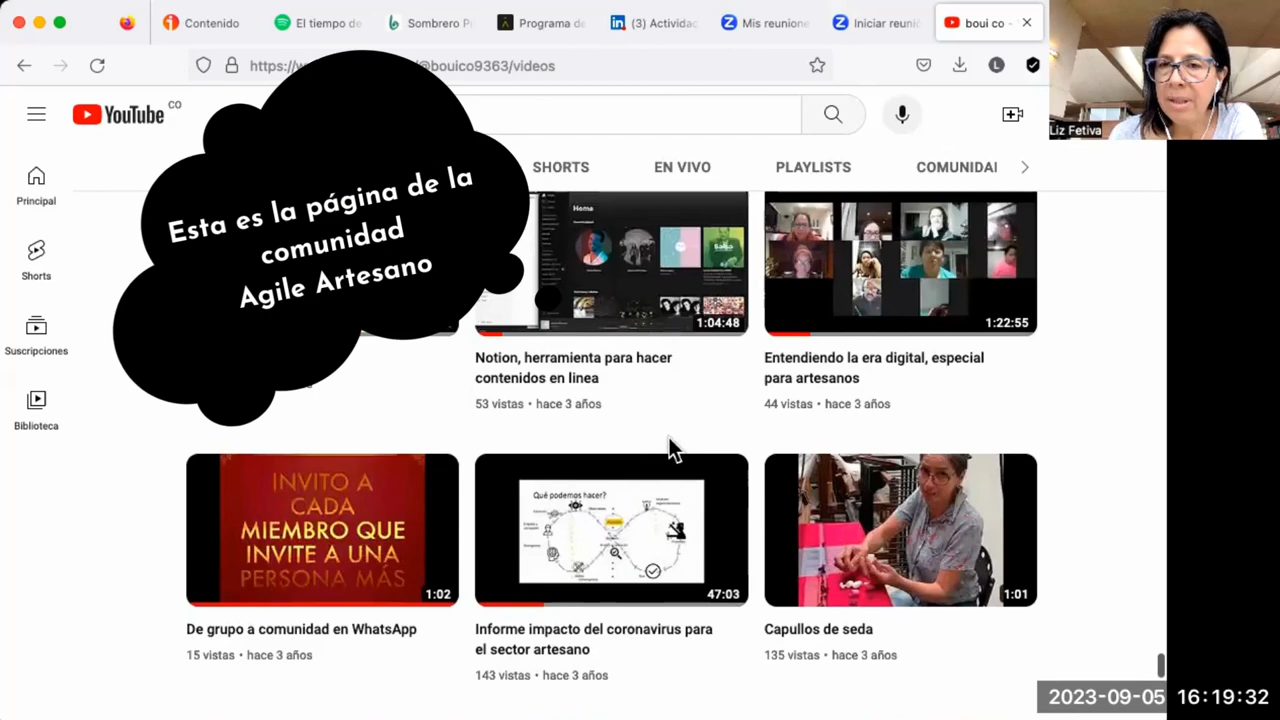 Contenido
El tiempo de
Sombrero Pi
Programa de
(3) Actividad
Mis reunione
Iniciar reuni
boui co -
@bouico9363/videos
YouTube CO
Liz Fetiva
SHORTS
EN VIVO
PLAYLISTS
COMUNIDAI
Principal
Shorts
Suscripciones
Biblioteca
Esta es la página de la
comunidad
Agile Artesano
Home
1:04:48
1:22:55
Notion, herramienta para hacer
contenidos en linea
53 vistas • hace 3 años
Entendiendo la era digital, especial
para artesanos
44 vistas • hace 3 años
INVITO A
CADA
MIEMBRO QUE
INVITE A UNA
PERSONA MÁS
1:02
Qué podemos hacer?
47:03
1:01
De grupo a comunidad en WhatsApp
15 vistas • hace 3 años
Informe impacto del coronavirus para
el sector artesano
143 vistas • hace 3 años
Capullos de seda
135 vistas • hace 3 años
2023-09-05 16:19:32